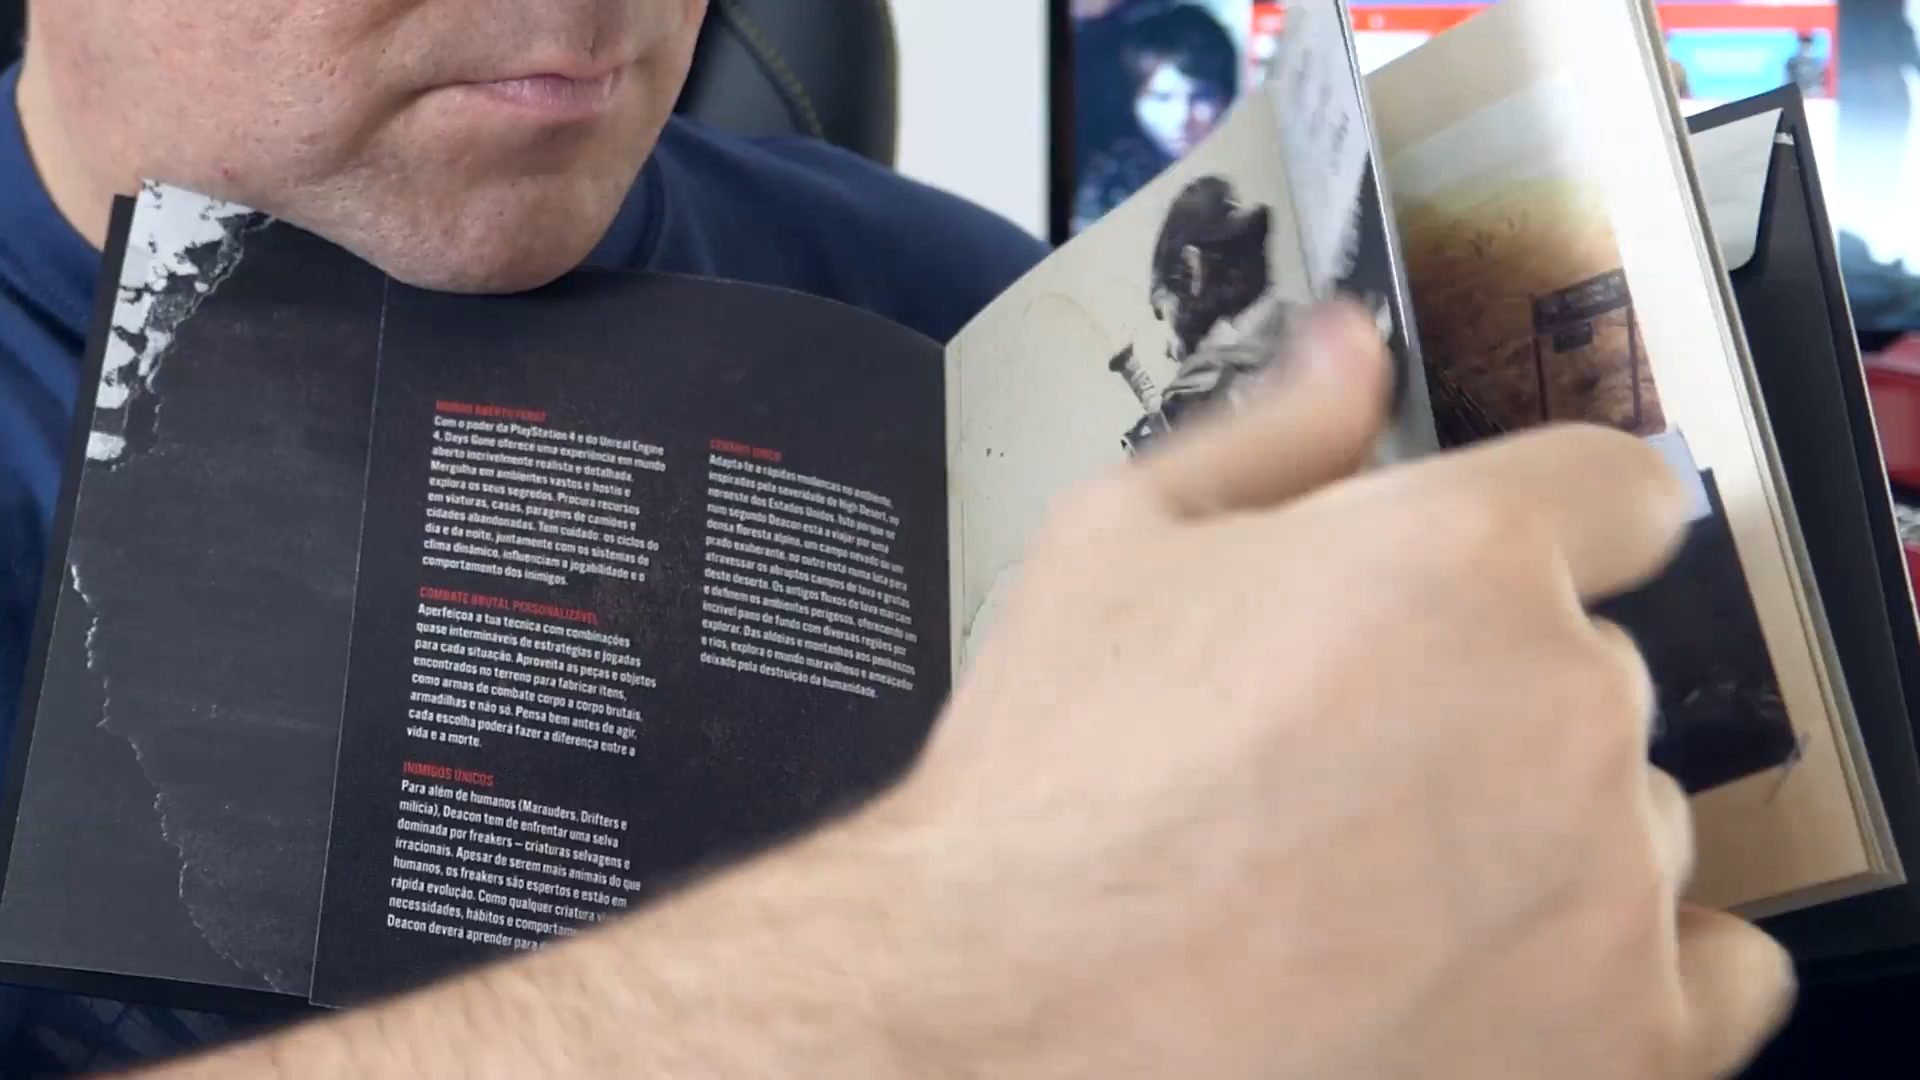 MUNDO ABERTO FEROZ
Com o poder da PlayStation 4 e do Unreal Engine
4, Days Gone oferece uma experiência em mundo
aberto incrivelmente realista e detalhada.
Mergulha em ambientes vastos e hostis e
explora os seus segredos. Procura recursos
em viaturas, casas, paragens de camiões e
cidades abandonadas. Tem cuidado: os ciclos do
dia e da noite, juntamente com os sistemas de
clima dinâmico, influenciam a jogabilidade e o
comportamento dos inimigos.
COMBATE BRUTAL PERSONALIZÁVEL
Aperfeiçoa a tua técnica com combinações
quase intermináveis de estratégias e jogadas
para cada situação. Aproveita as peças e objetos
encontrados no terreno para fabricar itens,
como armas de combate corpo a corpo brutais,
armadilhas e não só. Pensa bem antes de agir,
cada escolha poderá fazer a diferença entre a
vida e a morte.
INIMIGOS ÚNICOS
Para além de humanos (Marauders, Drifters e
milícia), Deacon tem de enfrentar uma selva
dominada por freakers – criaturas selvagens e
irracionais. Apesar de serem mais animais do que
humanos, os freakers são espertos e estão em
rápida evolução. Como qualquer criatura
necessidades, hábitos e
Deacon deverá aprender para
CENÁRIO ÚNICO
Adapta-te a rápidas mudanças no ambiente,
inspiradas pela severidade do High Desert, no
noroeste dos Estados Unidos. Isto porque se
num segundo Deacon está a viajar por uma
densa floresta alpina, um campo nevado ou um
prado exuberante, no outro está numa luta para
atravessar os abruptos campos de lava e grutas
deste deserto. Os antigos fluxos de lava marcam
e definem os ambientes perigosos, oferecendo um
incrível pano de fundo com diversas regiões por
explorar. Das aldeias e montanhas aos penhascos
e rios, explora o mundo maravilhoso e ameaçador
deixado pela destruição da humanidade.